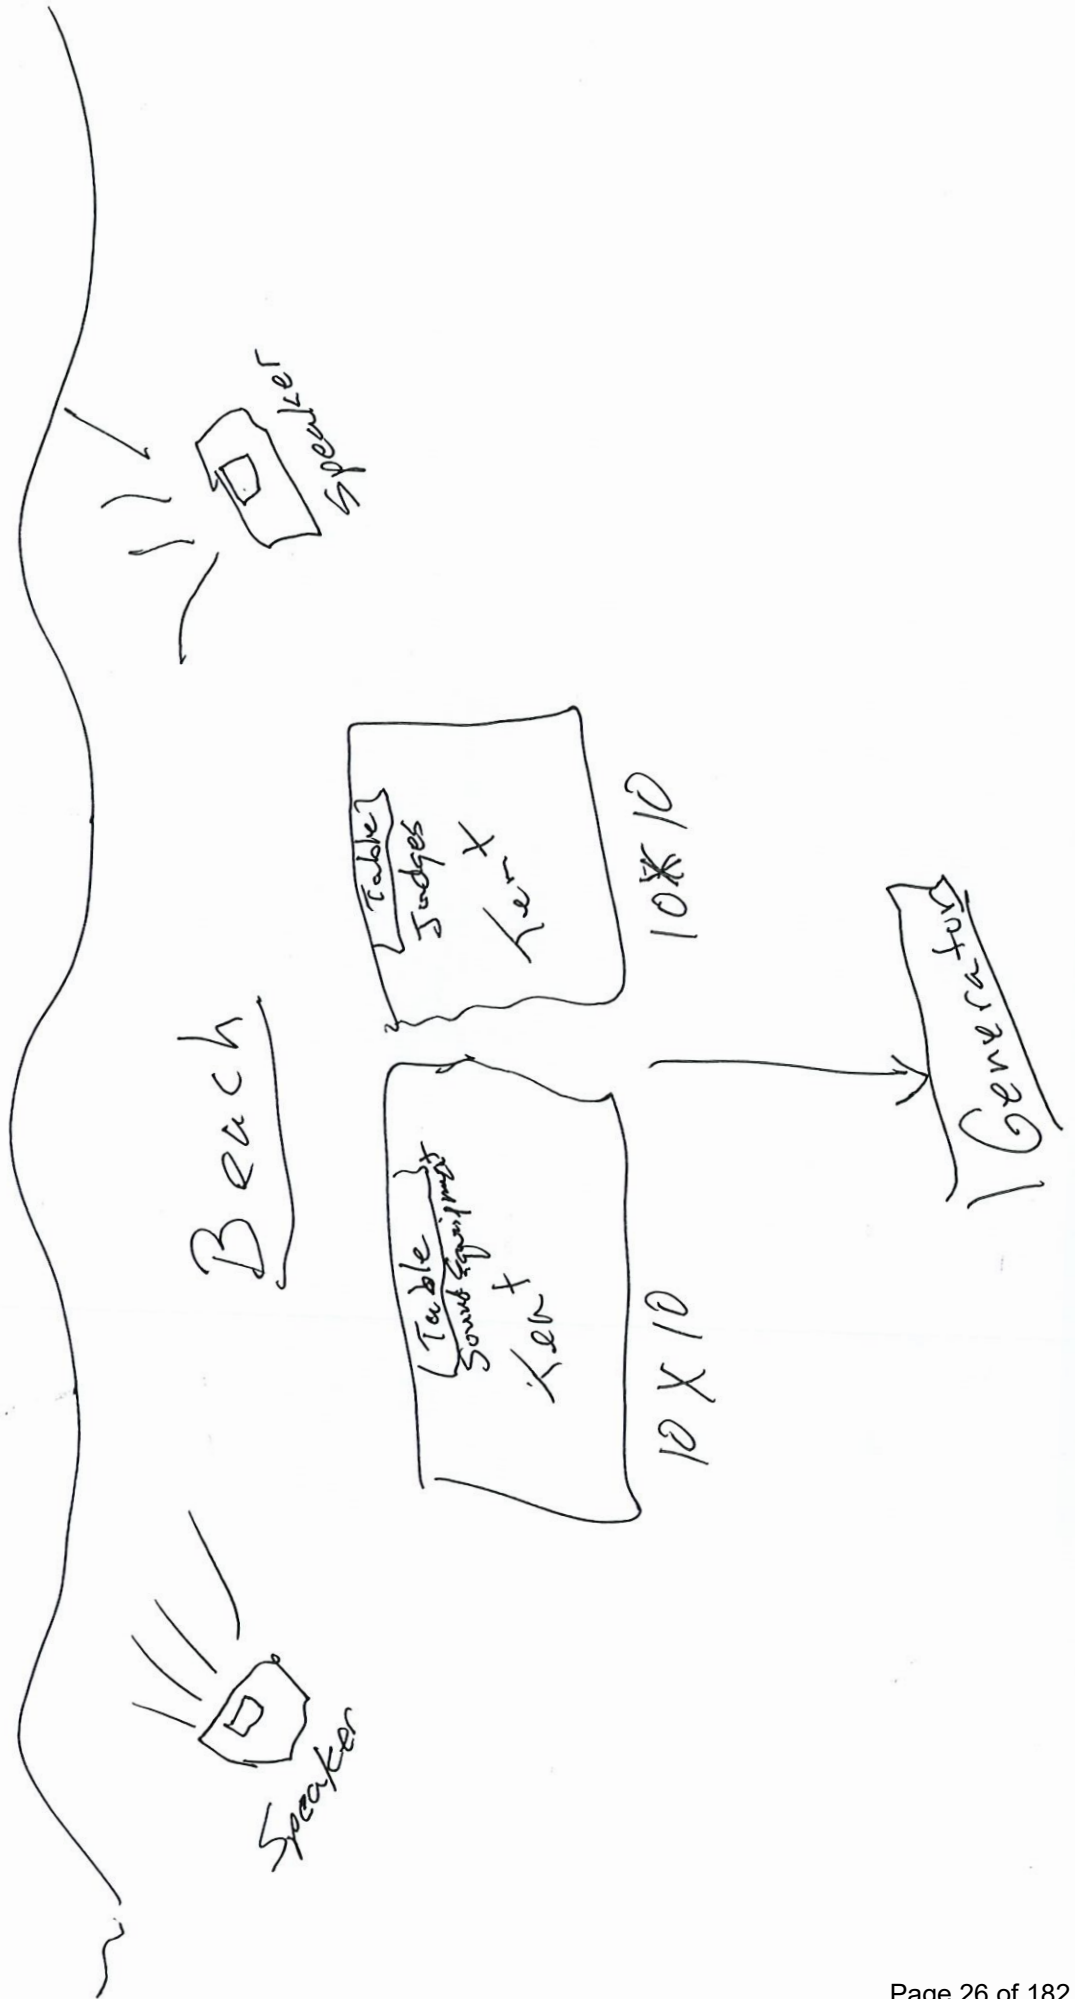 Beach
Speaker
Table
Sound Equipment
Tent
10 X 10
Table
Judges
Tent
10 X 10
Speaker
Generator
Page 26 of 182